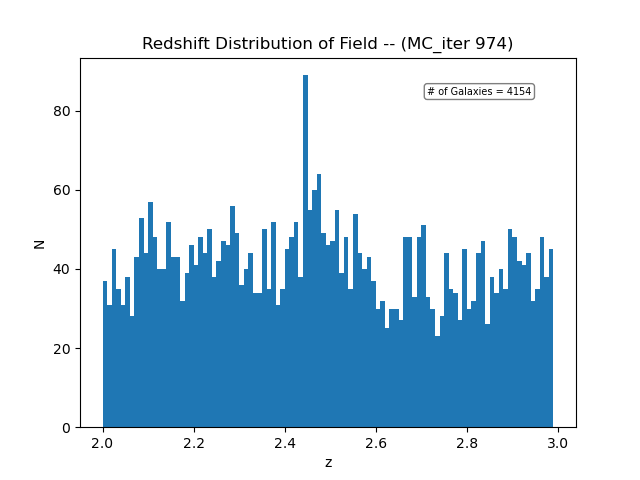 Redshift Distribution of Field -- (MC_iter 974)
# of Galaxies = 4154
N
80
60
40
20
0
2.0 2.2 2.4 2.6 2.8 3.0
z